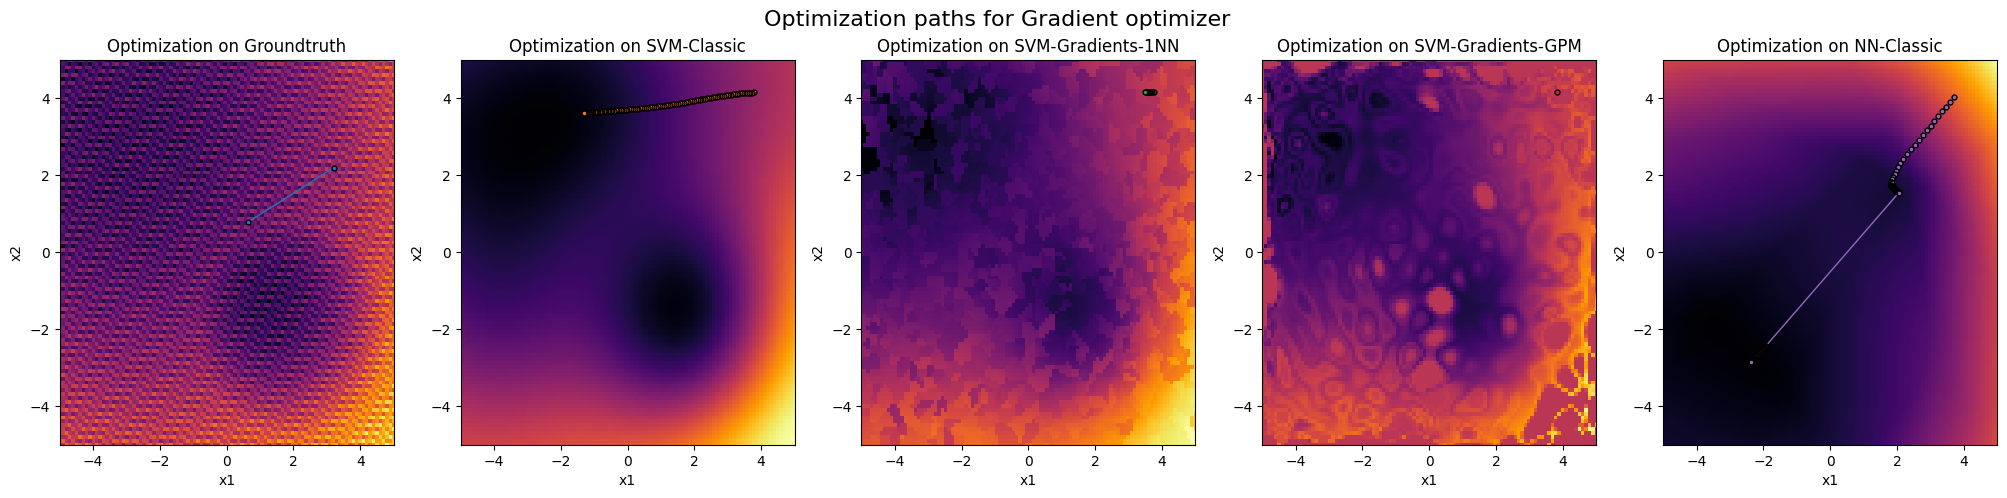 Optimization paths for Gradient optimizer
Optimization on Groundtruth
4
2
0
−2
−4
x2
−4 −2 0 2 4
x1
Optimization on SVM-Classic
4
2
0
−2
−4
x2
−4 −2 0 2 4
x1
Optimization on SVM-Gradients-1NN
4
2
0
−2
−4
x2
−4 −2 0 2 4
x1
Optimization on SVM-Gradients-GPM
4
2
0
−2
−4
x2
−4 −2 0 2 4
x1
Optimization on NN-Classic
4
2
0
−2
−4
x2
−4 −2 0 2 4
x1